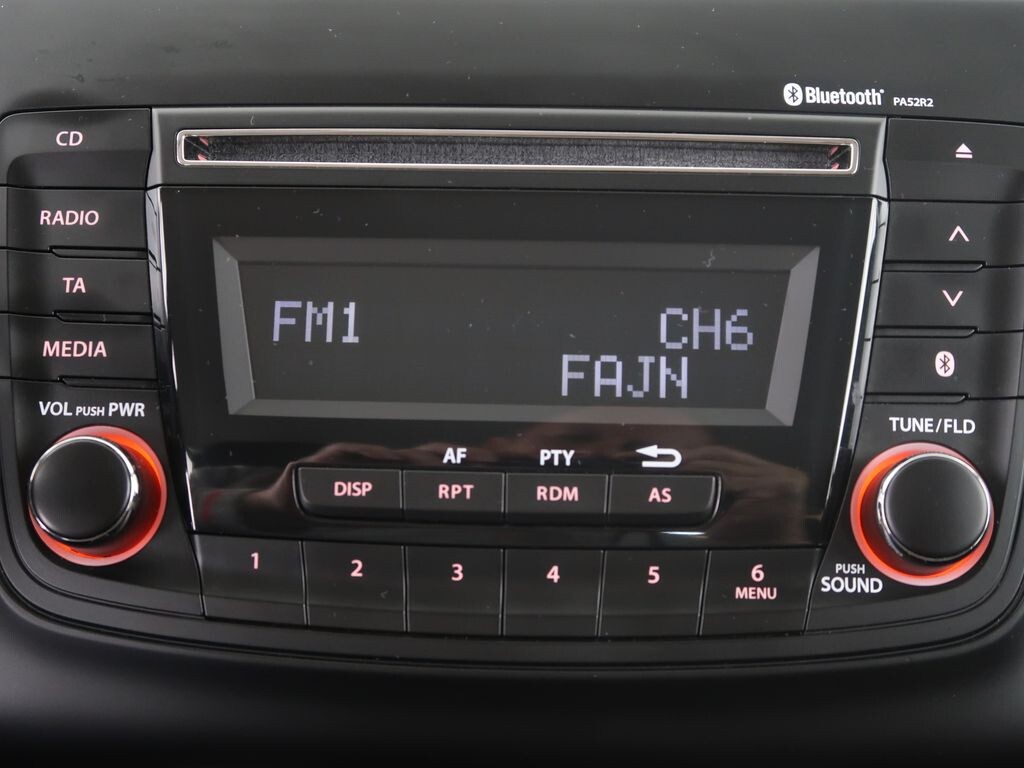 Bluetooth PA52R2
CD
RADIO
TA
MEDIA
FM1
CH6
FAJN
VOL PUSH PWR
TUNE/FLD
AF
PTY
DISP
RPT
RDM
AS
1
2
3
4
5
6
MENU
PUSH
SOUND